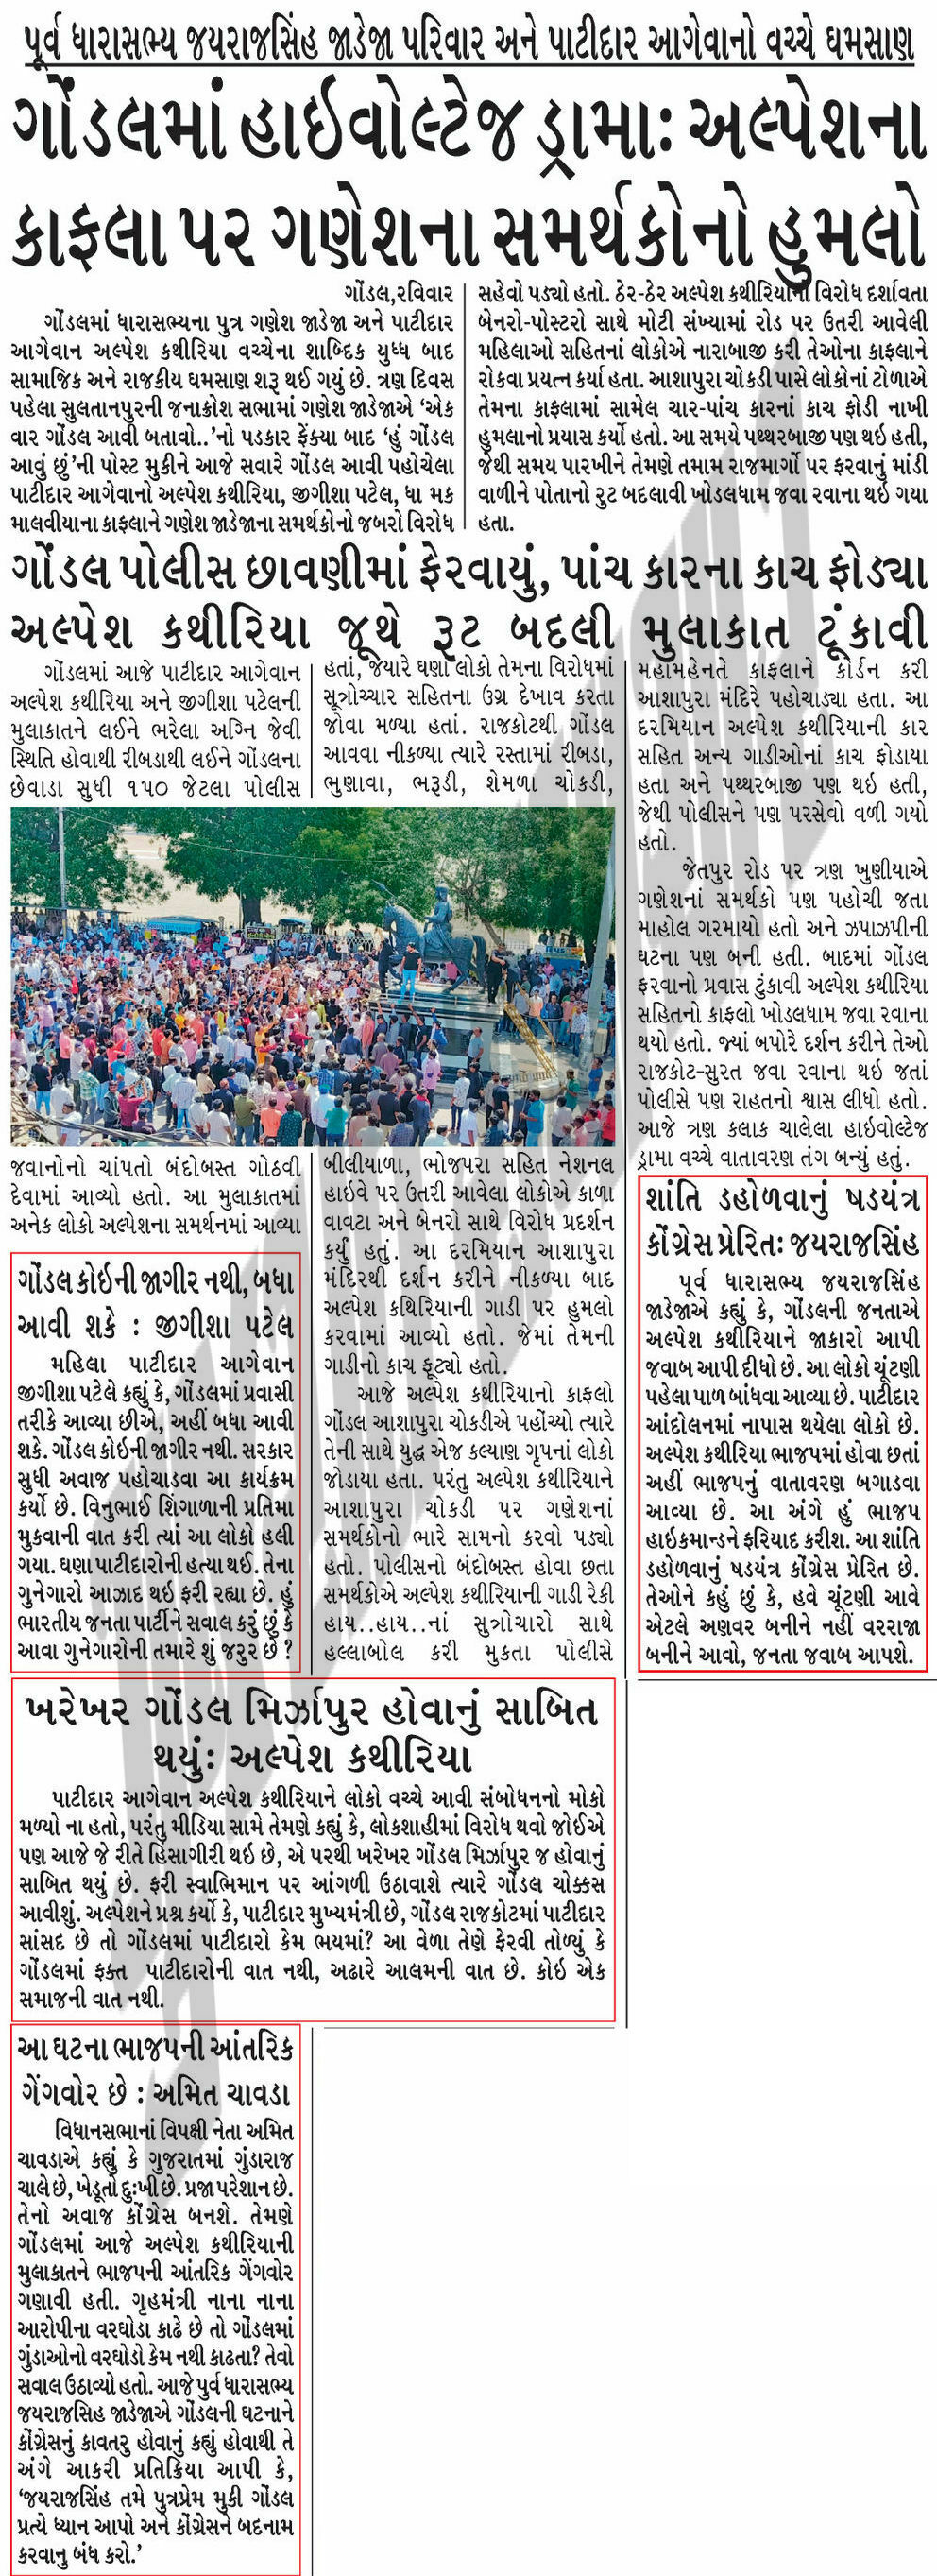 પૂર્વ ધારાસભ્ય જયરાજસિંહ જાડેજા પરિવાર અને પાટીદાર આગેવાનો વચ્ચે ઘમસાણ
ગોંડલમાં હાઇવોલ્ટેજ ડ્રામાઃ અલ્પેશના
કાફલા પર ગણેશના સમર્થકોનો હુમલો
ગોંડલ,રવિવાર
ગોંડલમાં ધારાસભ્યના પુત્ર ગણેશ જાડેજા અને પાટીદાર
આગેવાન અલ્પેશ કથીરિયા વચ્ચેના શાબ્દિક યુધ્ધ બાદ
સામાજિક અને રાજકીય ઘમસાણ શરૂ થઈ ગયું છે. ત્રણ દિવસ
પહેલા સુલતાનપુરની જનાક્રોશ સભામાં ગણેશ જાડેજાએ ‘એક
વાર ગોંડલ આવી બતાવો..’નો પડકાર ફેંક્યા બાદ ‘હું ગોંડલ
આવું છું’ની પોસ્ટ મુકીને આજે સવારે ગોંડલ આવી પહોચેલા
પાટીદાર આગેવાનો અલ્પેશ કથીરિયા, જીગીશા પટેલ, ધા મક
માલવીયાના કાફલાને ગણેશ જાડેજાના સમર્થકોનો જબરો વિરોધ
સહેવો પડ્યો હતો. ઠેર-ઠેર અલ્પેશ કથીરિયાના વિરોધ દર્શાવતા
બેનરો-પોસ્ટરો સાથે મોટી સંખ્યામાં રોડ પર ઉતરી આવેલી
મહિલાઓ સહિતનાં લોકોએ નારાબાજી કરી તેઓના કાફલાને
રોકવા પ્રયત્ન કર્યા હતા. આશાપુરા ચોકડી પાસે લોકોનાં ટોળાએ
તેમના કાફલામાં સામેલ ચાર-પાંચ કારનાં કાચ ફોડી નાખી
હુમલાનો પ્રયાસ કર્યો હતો. આ સમયે પથ્થરબાજી પણ થઇ હતી,
જેથી સમય પારખીને તેમણે તમામ રાજમાર્ગો પર ફરવાનું માંડી
વાળીને પોતાનો રુટ બદલાવી ખોડલધામ જવા રવાના થઇ ગયા
હતા.
ગોંડલ પોલીસ છાવણીમાં ફેરવાયું, પાંચ કારના કાચ ફોડ્યા
અલ્પેશ કથીરિયા જૂથે રૂટ બદલી મુલાકાત ટૂંકાવી
ગોંડલમાં આજે પાટીદાર આગેવાન
અલ્પેશ કથીરિયા અને જીગીશા પટેલની
મુલાકાતને લઈને ભરેલા અગ્નિ જેવી
સ્થિતિ હોવાથી રીબડાથી લઈને ગોંડલના
છેવાડા સુધી ૧૫૦ જેટલા પોલીસ
જવાનોનો ચાંપતો બંદોબસ્ત ગોઠવી
દેવામાં આવ્યો હતો. આ મુલાકાતમાં
અનેક લોકો અલ્પેશના સમર્થનમાં આવ્યા
હતાં, જ્યારે ઘણા લોકો તેમના વિરોધમાં
સૂત્રોચ્ચાર સહિતના ઉગ્ર દેખાવ કરતા
જોવા મળ્યા હતાં. રાજકોટથી ગોંડલ
આવવા નીકળ્યા ત્યારે રસ્તામાં રીબડા,
ભુણાવા, ભરૂડી, શેમળા ચોકડી,
બીલીયાળા, ભોજપરા સહિત નેશનલ
હાઇવે પર ઉતરી આવેલા લોકોએ કાળા
વાવટા અને બેનરો સાથે વિરોધ પ્રદર્શન
કર્યું હતું. આ દરમિયાન આશાપુરા
મંદિરથી દર્શન કરીને નીકળ્યા બાદ
અલ્પેશ કથિરિયાની ગાડી પર હુમલો
કરવામાં આવ્યો હતો. જેમાં તેમની
ગાડીનો કાચ ફૂટ્યો હતો.
આજે અલ્પેશ કથીરિયાનો કાફલો
ગોંડલ આશાપુરા ચોકડીએ પહોંચ્યો ત્યારે
તેની સાથે યુદ્ધ એજ કલ્યાણ ગૃપનાં લોકો
જોડાયા હતા. પરંતુ અલ્પેશ કથીરિયાને
આશાપુરા ચોકડી પર ગણેશનાં
સમર્થકોનો ભારે સામનો કરવો પડ્યો
હતો. પોલીસનો બંદોબસ્ત હોવા છતા
સમર્થકોએ અલ્પેશ કથીરિયાની ગાડી રેકી
હાય..હાય..નાં સુત્રોચારો સાથે
હલ્લાબોલ કરી મુકતા પોલીસે
મહામહેનતે કાફલાને કોર્ડન કરી
આશાપુરા મંદિરે પહોચાડ્યા હતા. આ
દરમિયાન અલ્પેશ કથીરિયાની કાર
સહિત અન્ય ગાડીઓનાં કાચ ફોડાયા
હતા અને પથ્થરબાજી પણ થઇ હતી,
જેથી પોલીસને પણ પરસેવો વળી ગયો
હતો.
જેતપુર રોડ પર ત્રણ ખુણીયાએ
ગણેશનાં સમર્થકો પણ પહોચી જતા
માહોલ ગરમાયો હતો અને ઝપાઝપીની
ઘટના પણ બની હતી. બાદમાં ગોંડલ
ફરવાનો પ્રવાસ ટુંકાવી અલ્પેશ કથીરિયા
સહિતનો કાફલો ખોડલધામ જવા રવાના
થયો હતો. જ્યાં બપોરે દર્શન કરીને તેઓ
રાજકોટ-સુરત જવા રવાના થઇ જતાં
પોલીસે પણ રાહતનો શ્વાસ લીધો હતો.
આજે ત્રણ કલાક ચાલેલા હાઇવોલ્ટેજ
ડ્રામા વચ્ચે વાતાવરણ તંગ બન્યું હતું.
ગોંડલ કોઇની જાગીર નથી, બધા
આવી શકે : જીગીશા પટેલ
મહિલા પાટીદાર આગેવાન
જીગીશા પટેલે કહ્યું કે, ગોંડલમાં પ્રવાસી
તરીકે આવ્યા છીએ, અહીં બધા આવી
શકે. ગોંડલ કોઇની જાગીર નથી. સરકાર
સુધી અવાજ પહોચાડવા આ કાર્યક્રમ
કર્યો છે. વિનુભાઈ શિંગાળાની પ્રતિમા
મુકવાની વાત કરી ત્યાં આ લોકો હલી
ગયા. ઘણા પાટીદારોની હત્યા થઈ. તેના
ગુનેગારો આઝાદ થઈ ફરી રહ્યા છે. હું
ભારતીય જનતા પાર્ટીને સવાલ કરું છું કે
આવા ગુનેગારોની તમારે શું જરુર છે ?
શાંતિ ડહોળવાનું ષડયંત્ર
કોંગ્રેસ પ્રેરિતઃ જયરાજસિંહ
પૂર્વ ધારાસભ્ય જયરાજસિંહ
જાડેજાએ કહ્યું કે, ગોંડલની જનતાએ
અલ્પેશ કથીરિયાને જાકારો આપી
જવાબ આપી દીધો છે. આ લોકો ચૂંટણી
પહેલા પાળ બાંધવા આવ્યા છે. પાટીદાર
આંદોલનમાં નાપાસ થયેલા લોકો છે.
અલ્પેશ કથીરિયા ભાજપમાં હોવા છતાં
અહીં ભાજપનું વાતાવરણ બગાડવા
આવ્યા છે. આ અંગે હું ભાજપ
હાઇકમાન્ડને ફરિયાદ કરીશ. આ શાંતિ
ડહોળવાનું ષડયંત્ર કોંગ્રેસ પ્રેરિત છે.
તેઓને કહું છું કે, હવે ચૂંટણી આવે
એટલે અણવર બનીને નહીં વરરાજા
બનીને આવો, જનતા જવાબ આપશે.
ખરેખર ગોંડલ મિર્ઝાપુર હોવાનું સાબિત
થયુંઃ અલ્પેશ કથીરિયા
પાટીદાર આગેવાન અલ્પેશ કથીરિયાને લોકો વચ્ચે આવી સંબોધનનો મોકો
મળ્યો ના હતો, પરંતુ મીડિયા સામે તેમણે કહ્યું કે, લોકશાહીમાં વિરોધ થવો જોઈએ
પણ આજે જે રીતે હિસાગીરી થઇ છે, એ પરથી ખરેખર ગોંડલ મિર્ઝાપુર જ હોવાનું
સાબિત થયું છે. ફરી સ્વાભિમાન પર આંગળી ઉઠાવાશે ત્યારે ગોંડલ ચોક્કસ
આવીશું. અલ્પેશને પ્રશ્ન કર્યો કે, પાટીદાર મુખ્યમંત્રી છે, ગોંડલ રાજકોટમાં પાટીદાર
સાંસદ છે તો ગોંડલમાં પાટીદારો કેમ ભયમાં? આ વેળા તેણે ફેરવી તોળ્યું કે
ગોંડલમાં ફક્ત પાટીદારોની વાત નથી, અઢારે આલમની વાત છે. કોઇ એક
સમાજની વાત નથી.
આ ઘટના ભાજપની આંતરિક
ગેંગવોર છે : અમિત ચાવડા
વિધાનસભાનાં વિપક્ષી નેતા અમિત
ચાવડાએ કહ્યું કે ગુજરાતમાં ગુંડારાજ
ચાલે છે, ખેડૂતો દુઃખી છે. પ્રજા પરેશાન છે.
તેનો અવાજ કોંગ્રેસ બનશે. તેમણે
ગોંડલમાં આજે અલ્પેશ કથીરિયાની
મુલાકાતને ભાજપની આંતરિક ગેંગવોર
ગણાવી હતી. ગૃહમંત્રી નાના નાના
આરોપીના વરઘોડા કાઢે છે તો ગોંડલમાં
ગુંડાઓનો વરઘોડો કેમ નથી કાઢતા? તેવો
સવાલ ઉઠાવ્યો હતો. આજે પુર્વ ધારાસભ્ય
જયરાજસિહ જાડેજાએ ગોંડલની ઘટનાને
કોંગ્રેસનું કાવતરુ હોવાનું કહ્યું હોવાથી તે
અંગે આકરી પ્રતિક્રિયા આપી કે,
‘જયરાજસિંહ તમે પુત્રપ્રેમ મુકી ગોંડલ
પ્રત્યે ધ્યાન આપો અને કોંગ્રેસને બદનામ
કરવાનુ બંધ કરો.’